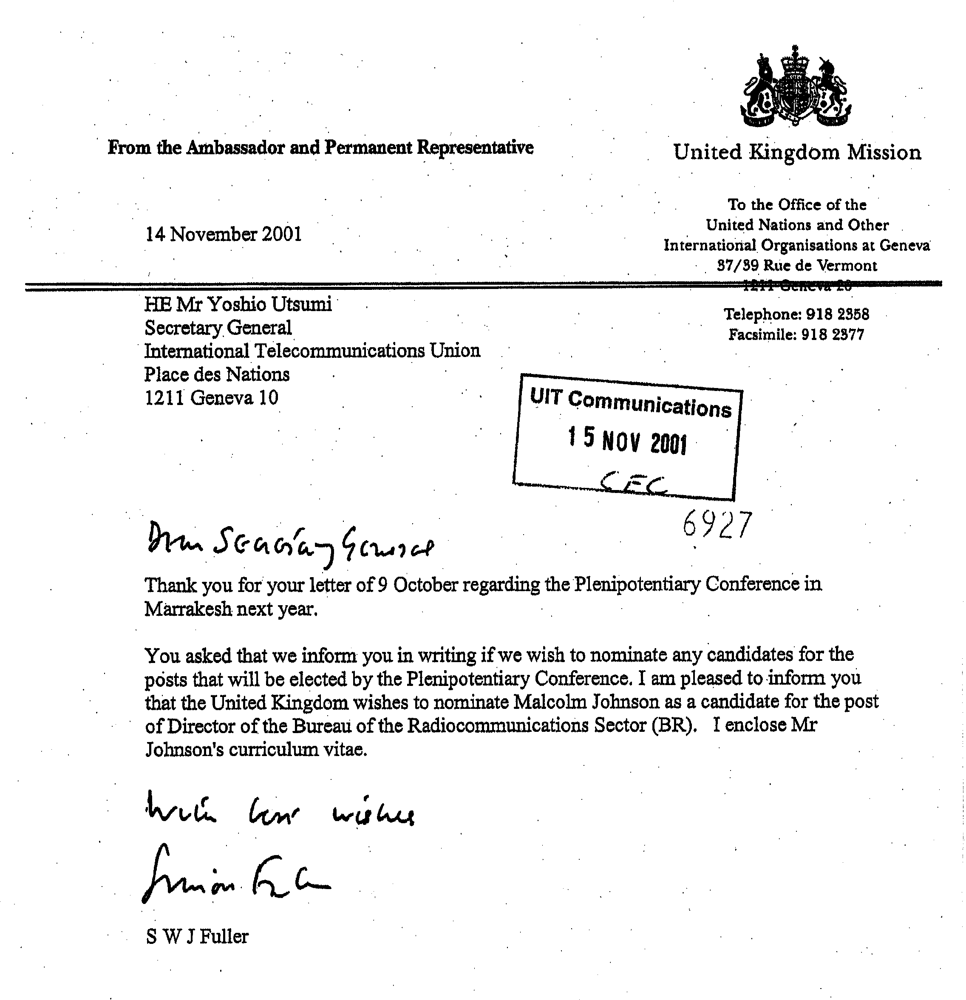 From the Ambassador and Permanent Representative
United Kingdom Mission
To the Office of the
United Nations and Other
International Organisations at Geneva
37/39 Rue de Vermont
1211 Geneva 20
Telephone: 918 2358
Facsimile: 918 2377
14 November 2001
HE Mr Yoshio Utsumi
Secretary General
International Telecommunications Union
Place des Nations
1211 Geneva 10
UIT Communications
15 NOV 2001
CEC
6927
Dear Secretary General
Thank you for your letter of 9 October regarding the Plenipotentiary Conference in
Marrakesh next year.
You asked that we inform you in writing if we wish to nominate any candidates for the
posts that will be elected by the Plenipotentiary Conference. I am pleased to inform you
that the United Kingdom wishes to nominate Malcolm Johnson as a candidate for the post
of Director of the Bureau of the Radiocommunications Sector (BR). I enclose Mr
Johnson's curriculum vitae.
With best wishes
Simon Fuller
S W J Fuller